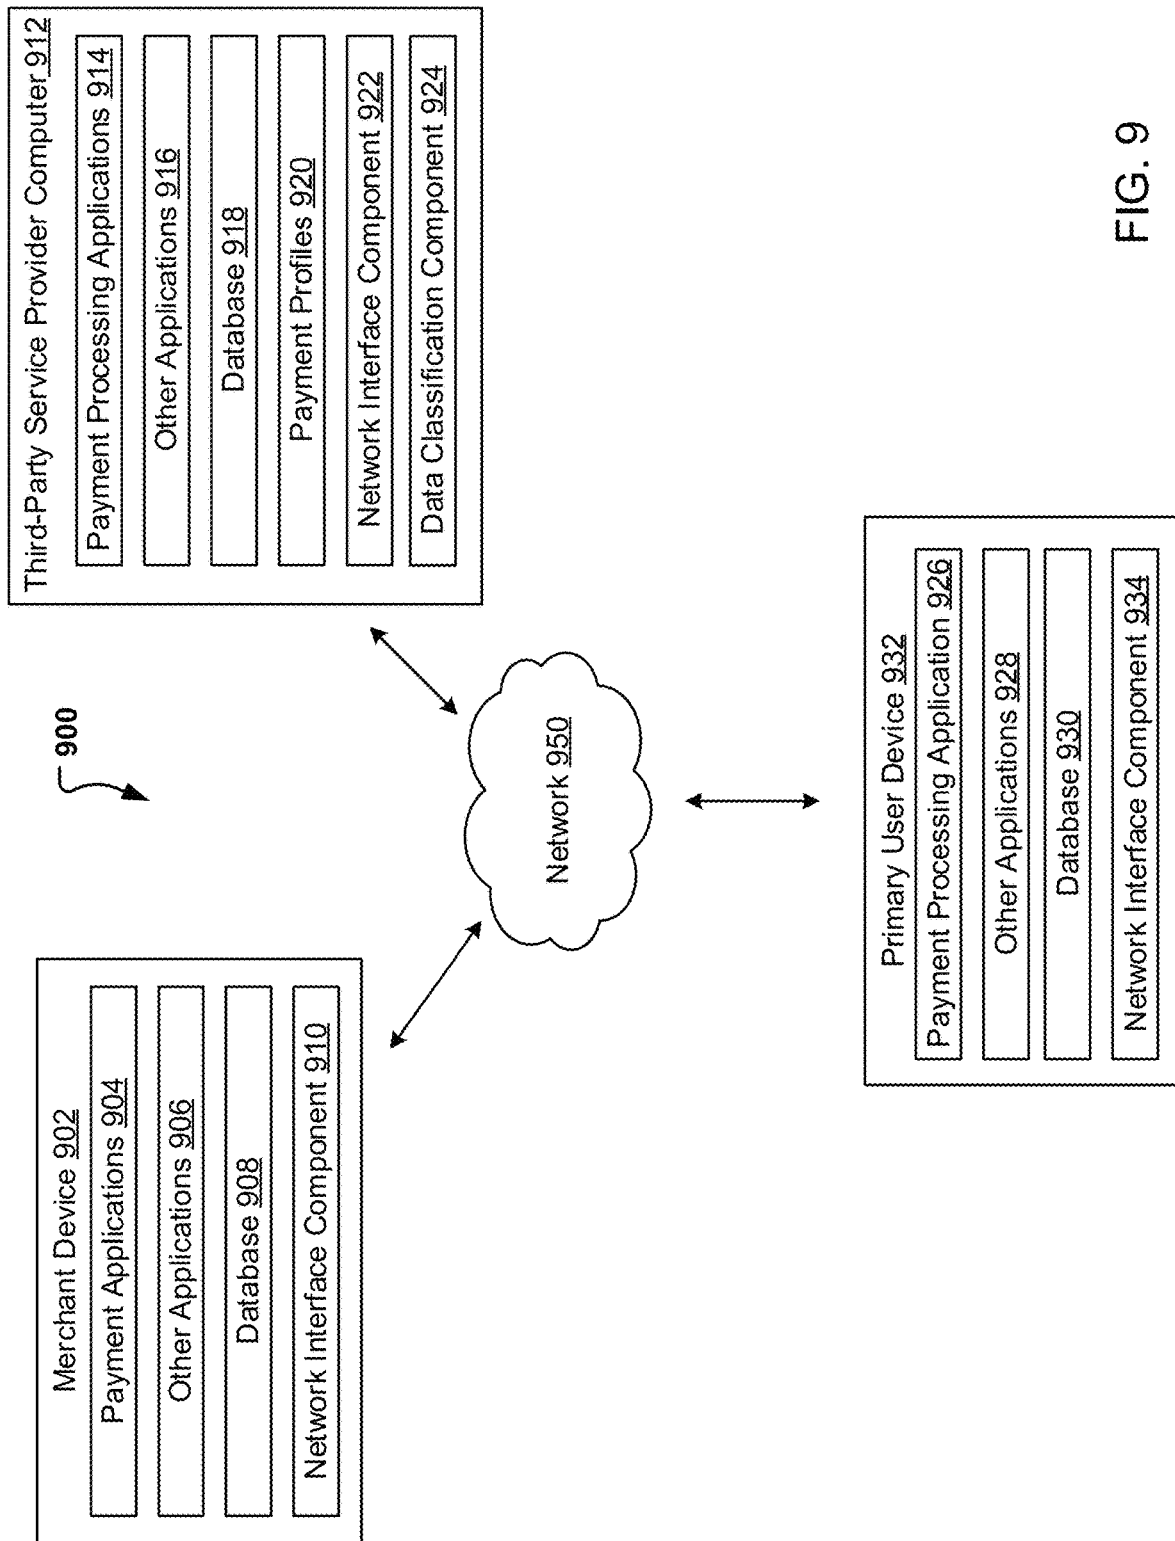 900
Merchant Device 902
Payment Applications 904
Other Applications 906
Database 908
Network Interface Component 910
Third-Party Service Provider Computer 912
Payment Processing Applications 914
Other Applications 916
Database 918
Payment Profiles 920
Network Interface Component 922
Data Classification Component 924
Network 950
Primary User Device 932
Payment Processing Application 926
Other Applications 928
Database 930
Network Interface Component 934
FIG. 9